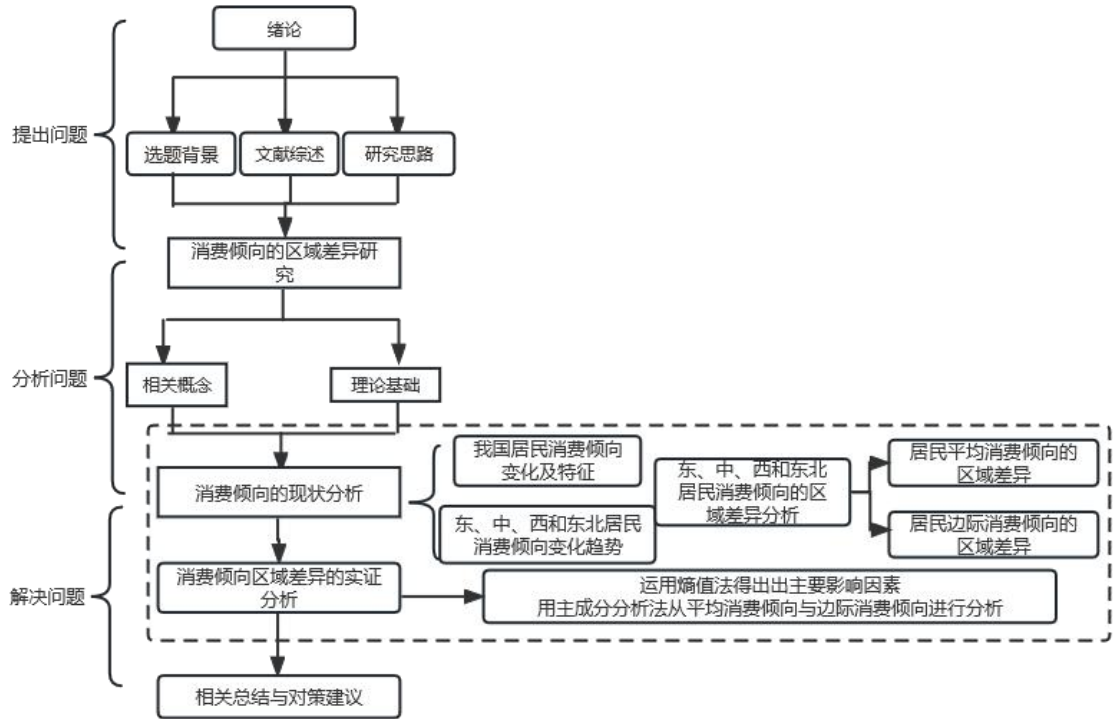 绪论
提出问题
选题背景
文献综述
研究思路
消费倾向的区域差异研
究
分析问题
相关概念
理论基础
消费倾向的现状分析
我国居民消费倾向
变化及特征
东、中、西和东北居民
消费倾向变化趋势
东、中、西和东北
居民消费倾向的区
域差异分析
居民平均消费倾向的
区域差异
居民边际消费倾向的
区域差异
解决问题
消费倾向区域差异的实证
分析
运用熵值法得出出主要影响因素
用主成分分析法从平均消费倾向与边际消费倾向进行分析
相关总结与对策建议